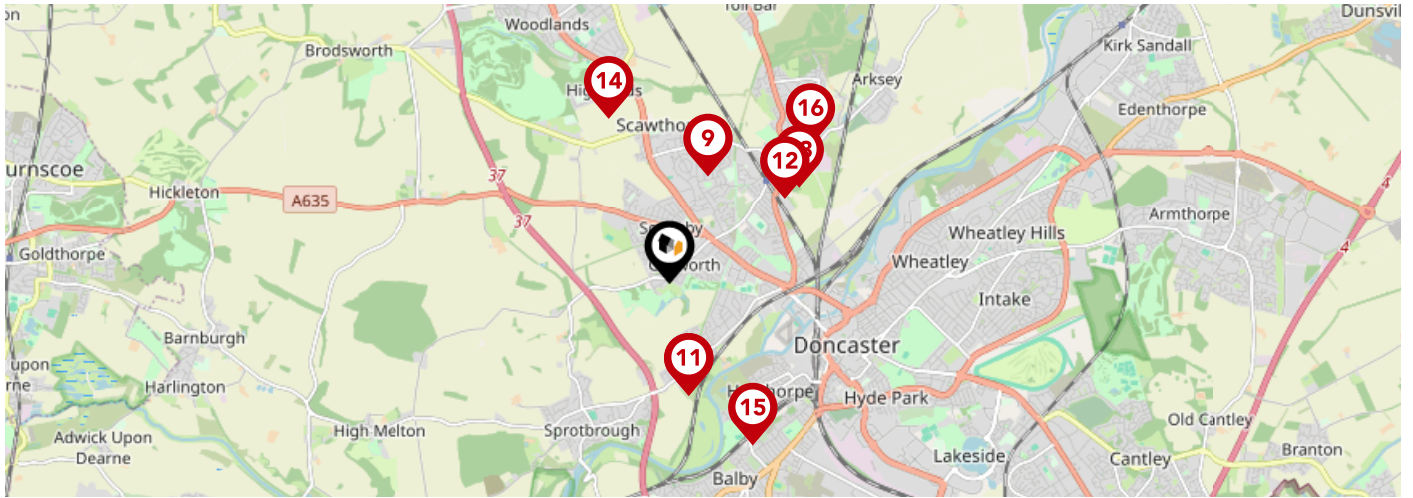 Woodlands
Toll Bar
Dunsvil
Brodsworth
Kirk Sandall
14
Arksey
16
Edenthorpe
Scawtho
9
12
urnscoe
Hickleton
37
A635
4
37
Armthorpe
Wheatley Hills
4
Goldthorpe
Wheatley
Intake
Barnburgh
Doncaster
11
upon
rne
Harlington
Hyde Park
15
Old Cantley
High Melton
Sprotbrough
Adwick Upon
Dearne
Lakeside
Cantley
Branton
Balby